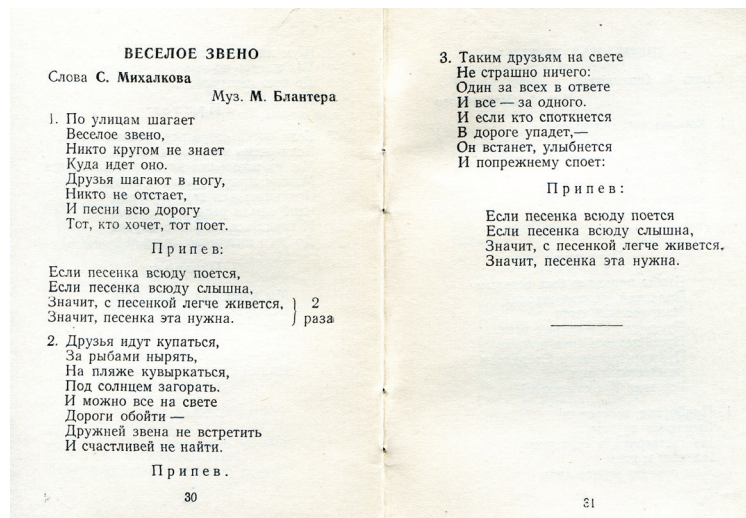 ВЕСЕЛОЕ ЗВЕНО
Слова С. Михалкова
Муз. М. Блантера
1. По улицам шагает
Веселое звено,
Никто кругом не знает
Куда идет оно.
Друзья шагают в ногу,
Никто не отстает,
И песни всю дорогу
Тот, кто хочет, тот поет.
Припев:
Если песенка всюду поется,
Если песенка всюду слышна,
Значит, с песенкой легче живется, } 2
Значит, песенка эта нужна. } раза
2. Друзья идут купаться,
За рыбами нырять,
На пляже кувыркаться,
Под солнцем загорать.
И можно все на свете
Дороги обойти —
Дружней звена не встретить
И счастливей не найти.
Припев.
30
3. Таким друзьям на свете
Не страшно ничего:
Один за всех в ответе
И все — за одного.
И если кто споткнется
В дороге упадет,—
Он встанет, улыбнется
И попрежнему споет:
Припев:
Если песенка всюду поется
Если песенка всюду слышна,
Значит, с песенкой легче живется,
Значит, песенка эта нужна.
31